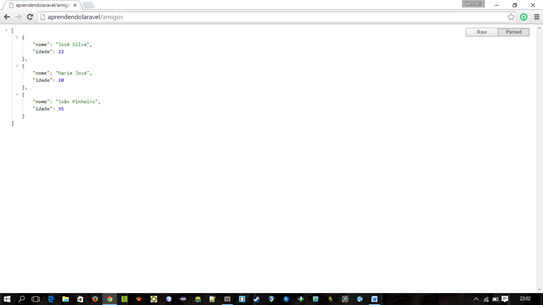 aprendendolaravel/amigos
aprendendolaravel/amigos
Raw Parsed
[
{
"nome": "José Silva",
"idade": 22
},
{
"nome": "Maria José",
"idade": 20
},
{
"nome": "João Pinheiro",
"idade": 35
}
]
22:02